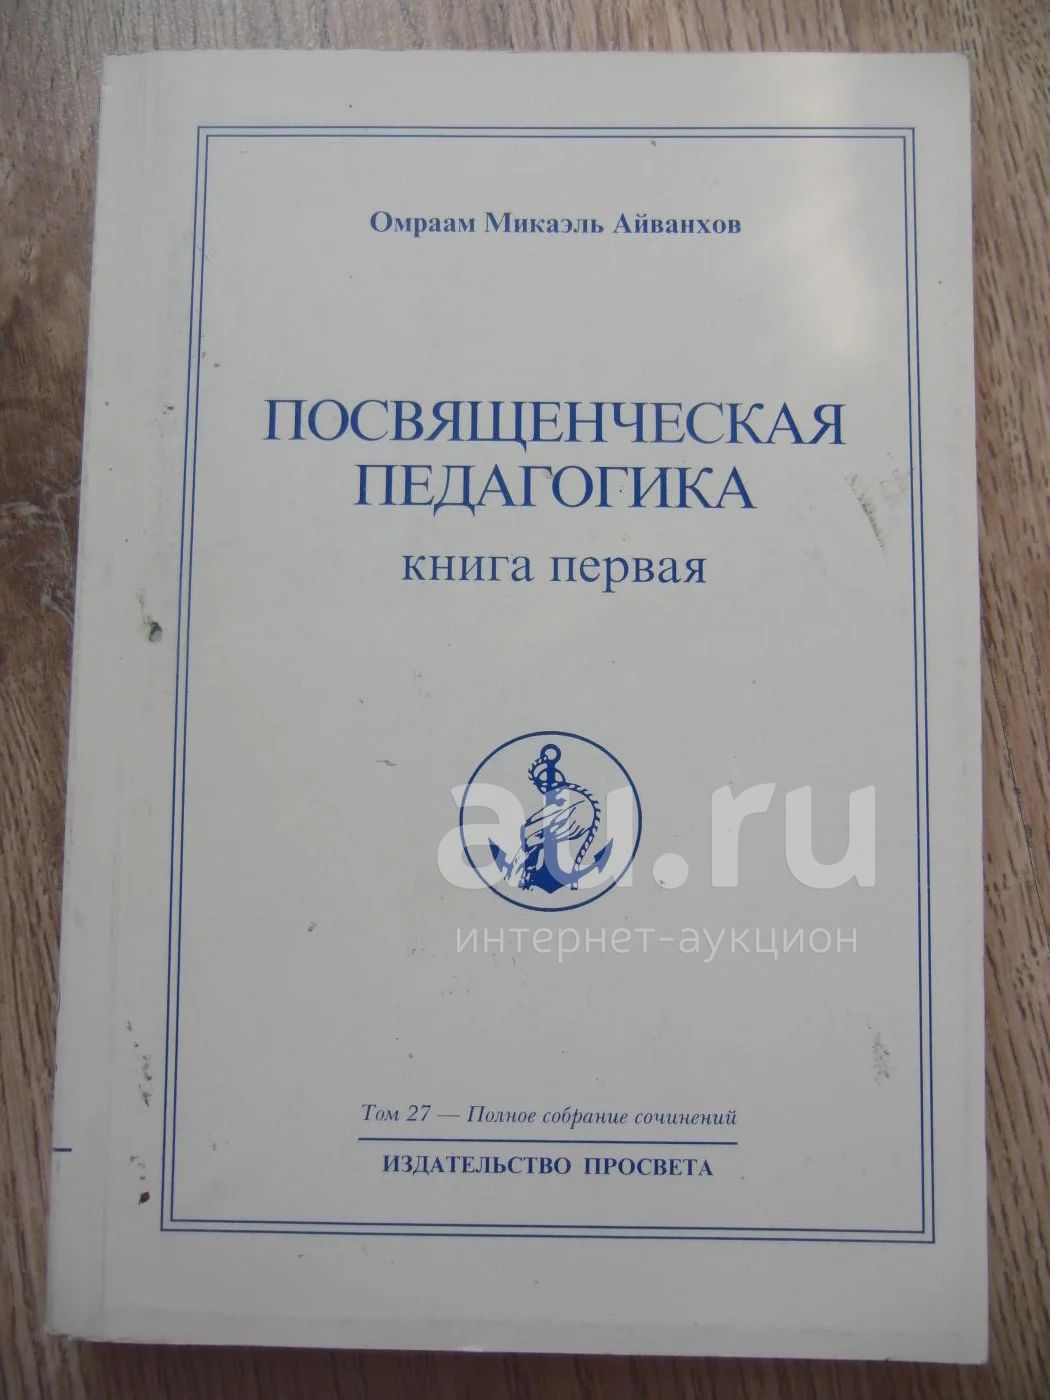 Омраам Микаэль Айванхов
ПОСВЯЩЕНЧЕСКАЯ
ПЕДАГОГИКА
книга первая
au.ru
интернет-аукцион
Том 27 — Полное собрание сочинений
ИЗДАТЕЛЬСТВО ПРОСВЕТА